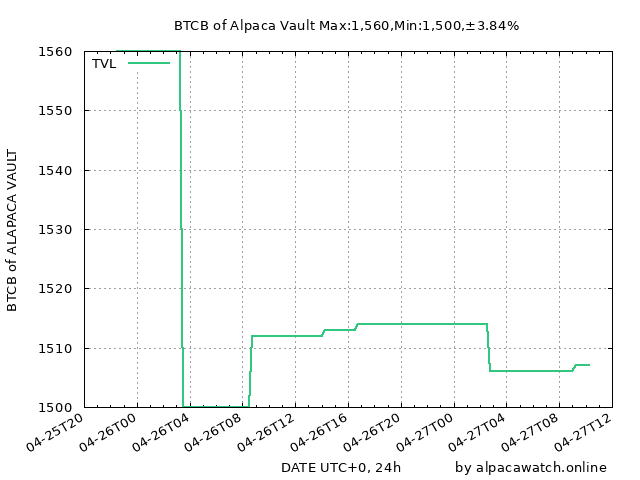 BTCB of Alpaca Vault Max:1,560,Min:1,500,±3.84%
TVL
BTCB of ALAPACA VAULT
1560
1550
1540
1530
1520
1510
1500
04-25T20
04-26T00
04-26T04
04-26T08
04-26T12
04-26T16
04-26T20
04-27T00
04-27T04
04-27T08
04-27T12
DATE UTC+0, 24h
by alpacawatch.online